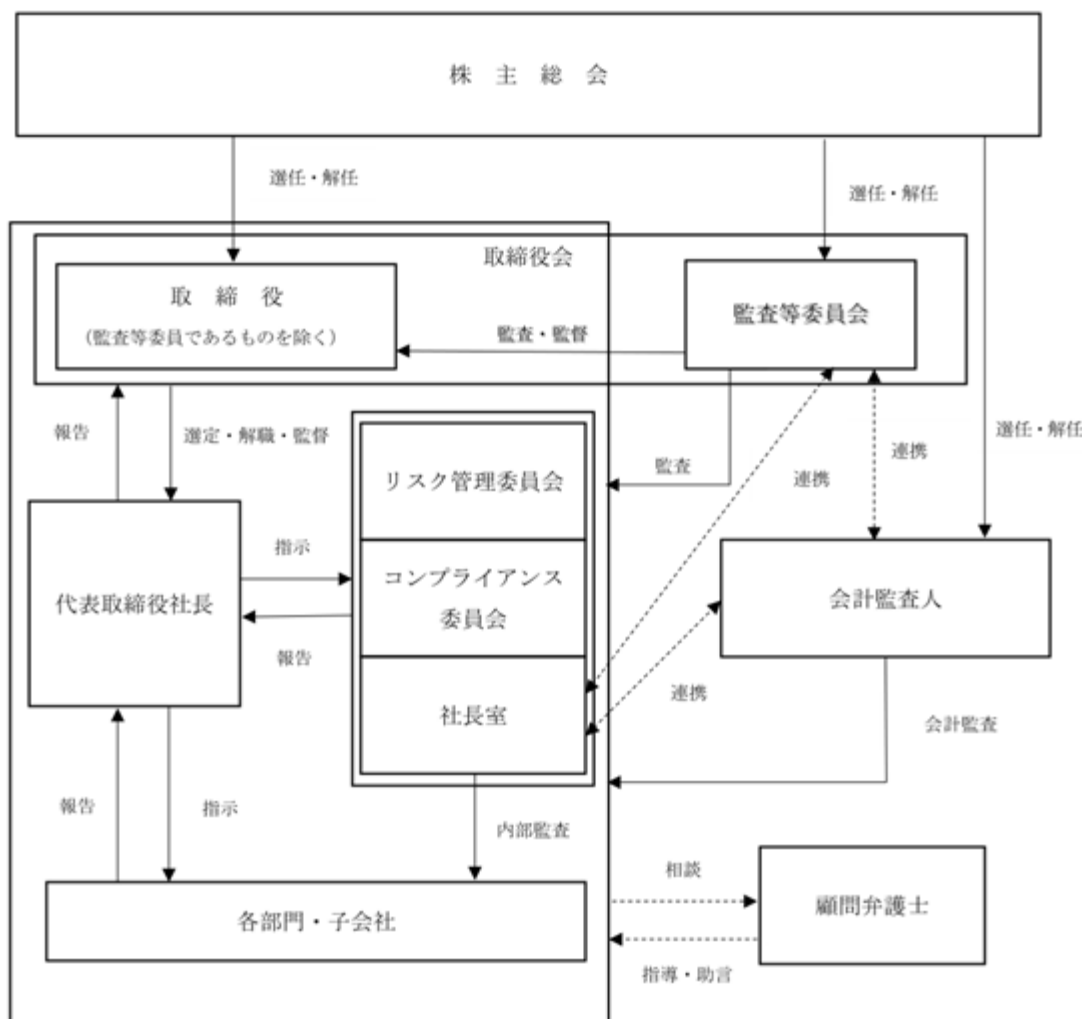 株主総会
選任・解任
選任・解任
取締役会
取締役
(監査等委員であるものを除く)
監査等委員会
監査・監督
報告
選定・解職・監督
選任・解任
リスク管理委員会
監査
連携
連携
指示
コンプライアンス
委員会
代表取締役社長
会計監査人
報告
社長室
連携
会計監査
報告
指示
内部監査
相談
各部門・子会社
顧問弁護士
指導・助言